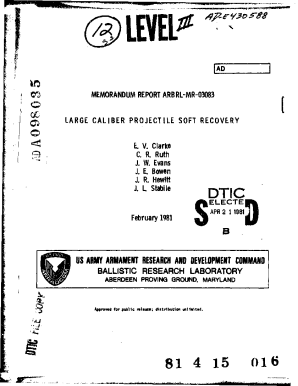 12
LEVEL III
AD-E430588
AD
AD A098035
MEMORANDUM REPORT ARBRL-MR-03083
LARGE CALIBER PROJECTILE SOFT RECOVERY
E. V. Clarke
C. R. Ruth
J. W. Evans
J. E. Bowen
J. R. Hewitt
J. L. Stabile
February 1981
DTIC
ELECTE
APR 21 1981
S D
B
US ARMY ARMAMENT RESEARCH AND DEVELOPMENT COMMAND
BALLISTIC RESEARCH LABORATORY
ABERDEEN PROVING GROUND, MARYLAND
Approved for public release; distribution unlimited.
DTIC FILE COPY
81 4 15 016